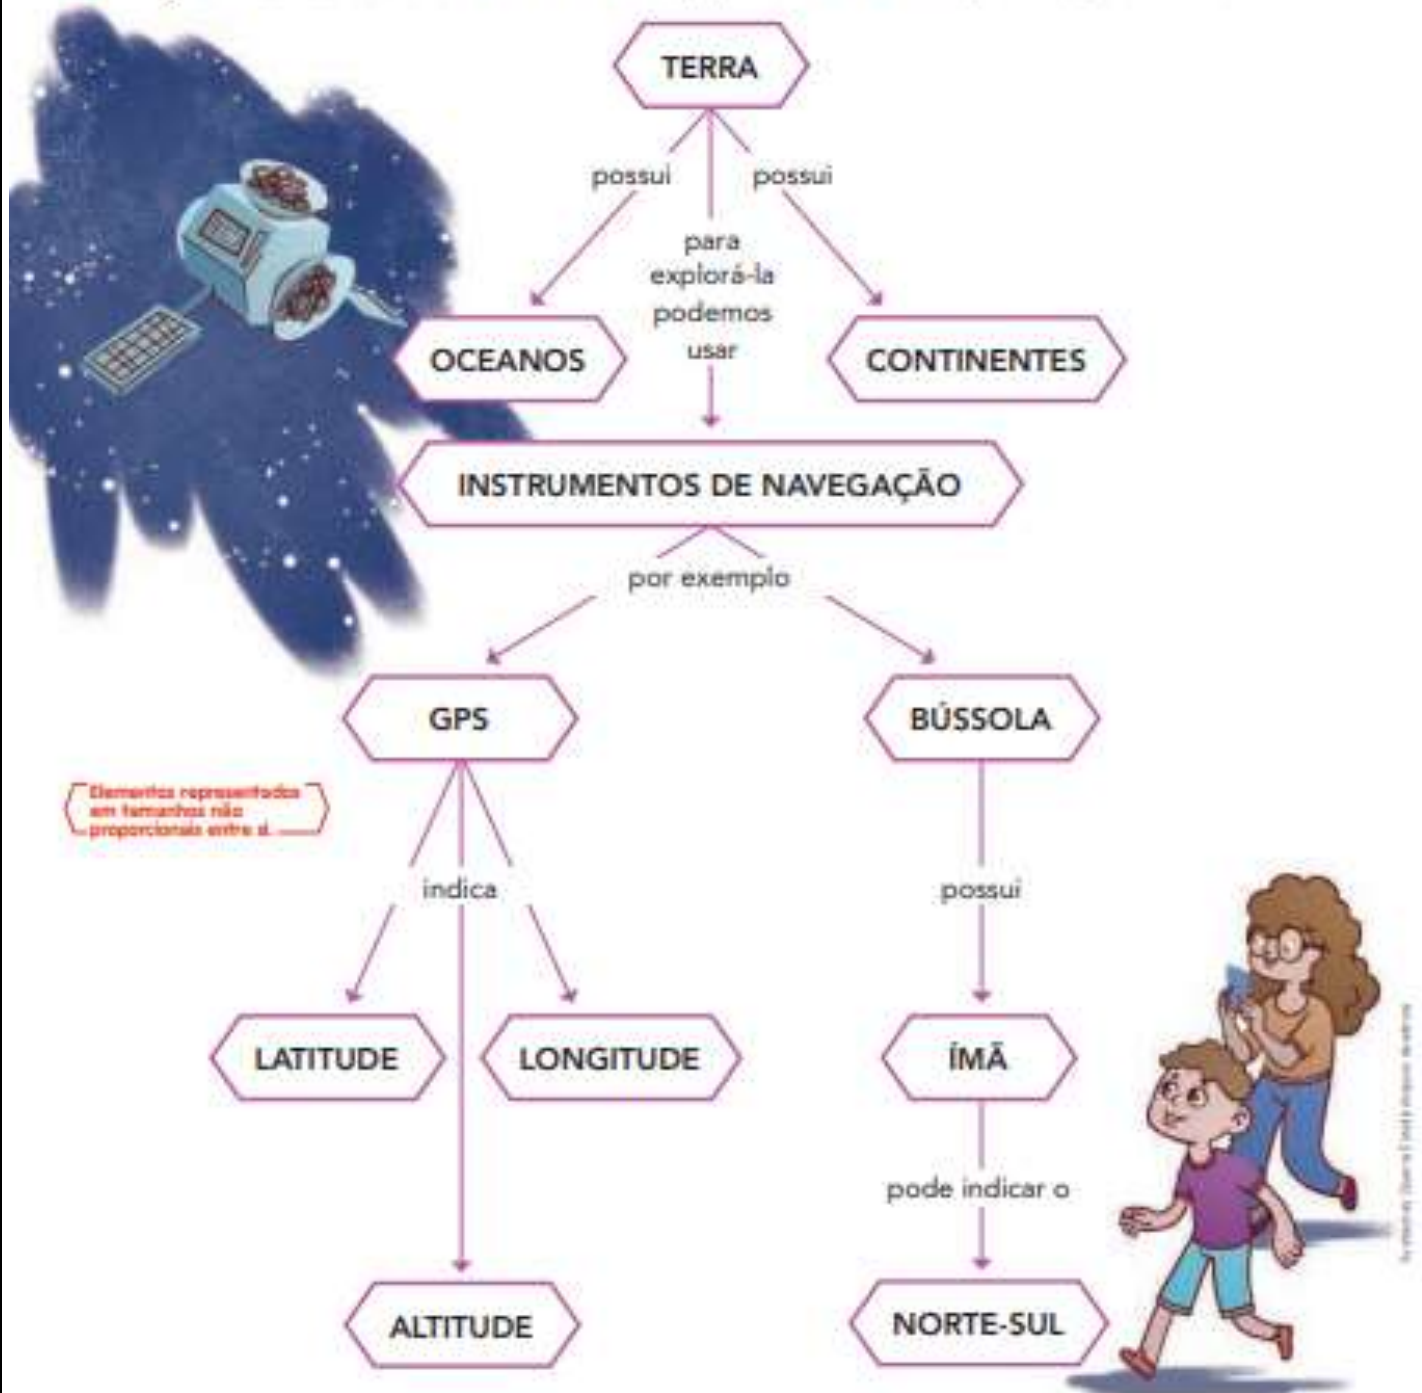 TERRA
possui
possui
para
explorá-la
podemos
usar
OCEANOS
CONTINENTES
INSTRUMENTOS DE NAVEGAÇÃO
por exemplo
GPS
BÚSSOLA
Elementos representados
em tamanhos não
proporcionais entre si.
indica
possui
LATITUDE
LONGITUDE
ÍMÃ
pode indicar o
ALTITUDE
NORTE-SUL